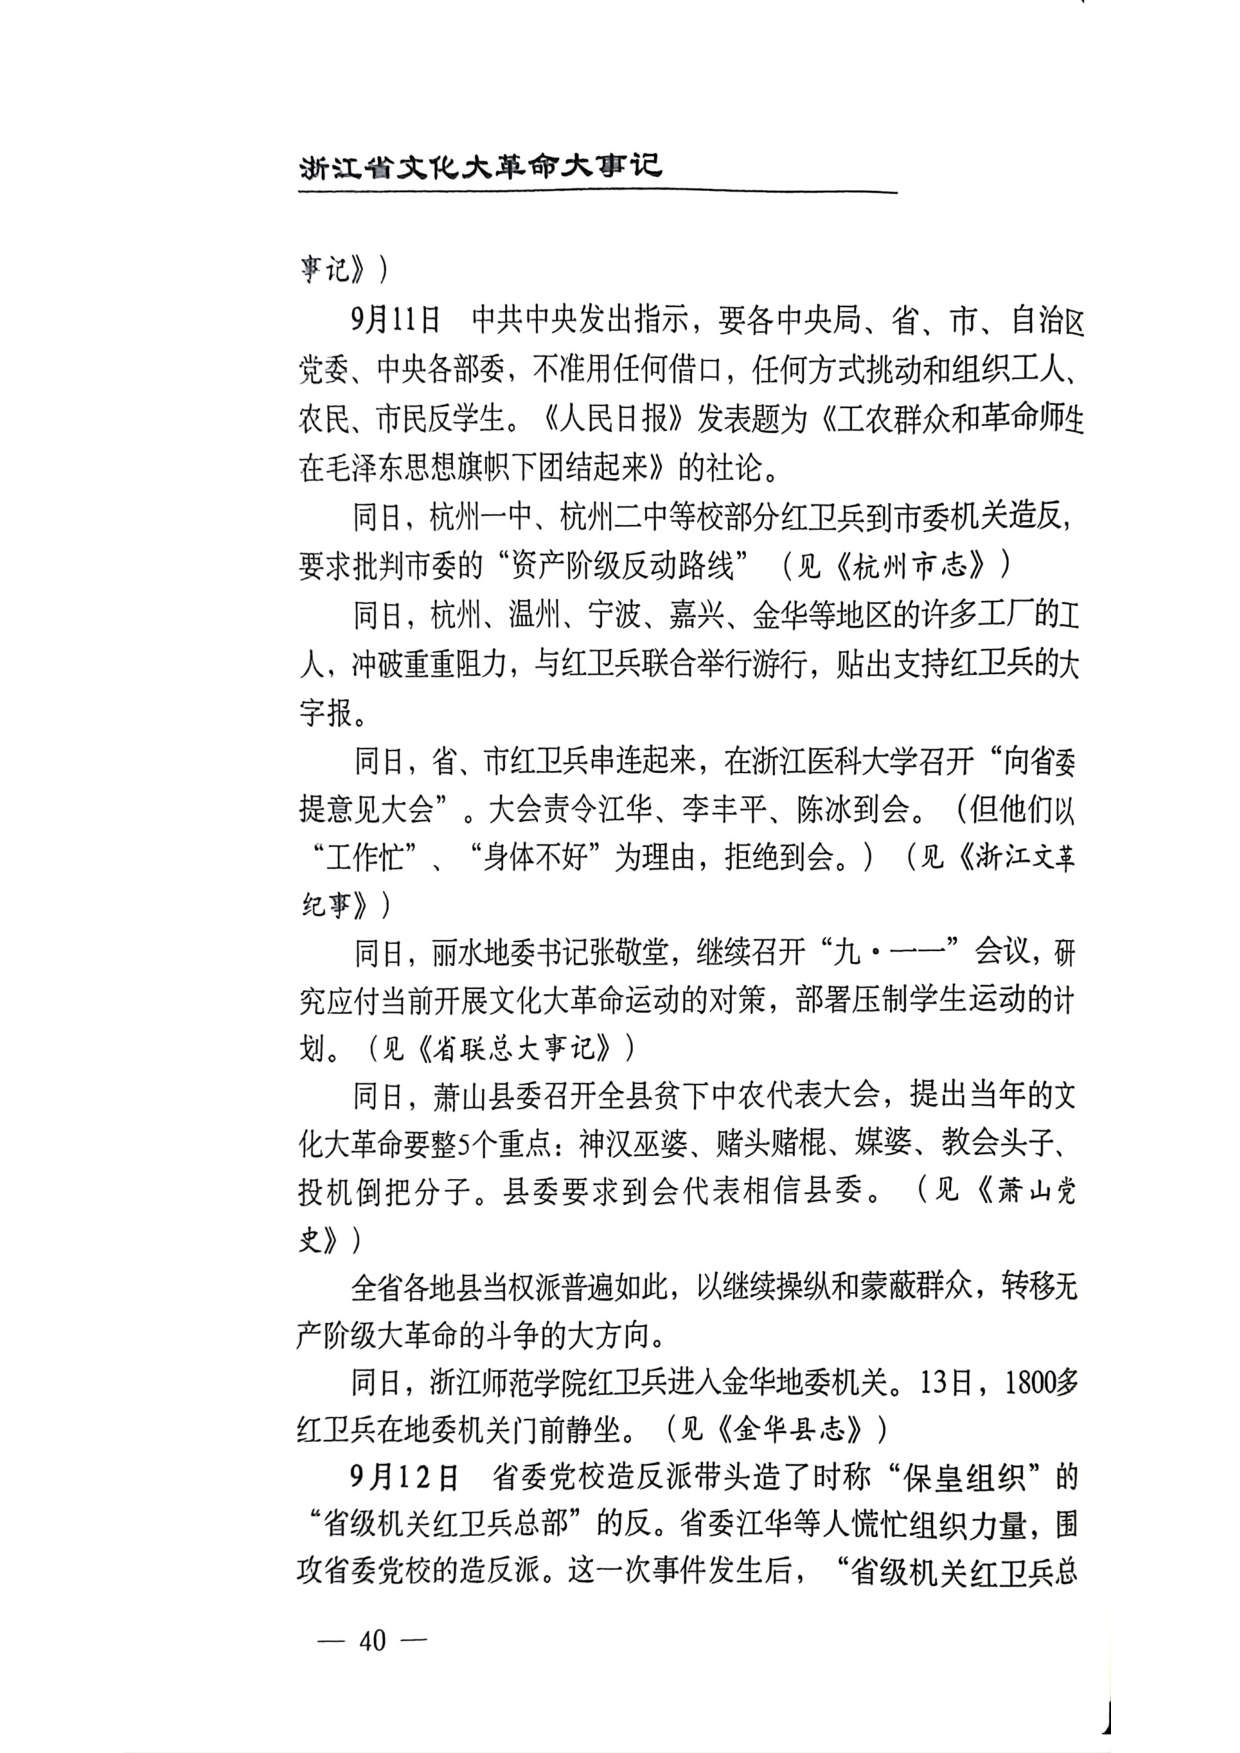 浙江省文化大革命大事记
事记》）
9月11日　中共中央发出指示，要各中央局、省、市、自治区
党委、中央各部委，不准用任何借口，任何方式挑动和组织工人、
农民、市民反学生。《人民日报》发表题为《工农群众和革命师生
在毛泽东思想旗帜下团结起来》的社论。
同日，杭州一中、杭州二中等校部分红卫兵到市委机关造反，
要求批判市委的“资产阶级反动路线”（见《杭州市志》）
同日，杭州、温州、宁波、嘉兴、金华等地区的许多工厂的工
人，冲破重重阻力，与红卫兵联合举行游行，贴出支持红卫兵的大
字报。
同日，省、市红卫兵串连起来，在浙江医科大学召开“向省委
提意见大会”。大会责令江华、李丰平、陈冰到会。（但他们以
“工作忙”、“身体不好”为理由，拒绝到会。）（见《浙江文革
纪事》）
同日，丽水地委书记张敬堂，继续召开“九·一一”会议，研
究应付当前开展文化大革命运动的对策，部署压制学生运动的计
划。（见《省联总大事记》）
同日，萧山县委召开全县贫下中农代表大会，提出当年的文
化大革命要整5个重点：神汉巫婆、赌头赌棍、媒婆、教会头子、
投机倒把分子。县委要求到会代表相信县委。（见《萧山党
史》）
全省各地县当权派普遍如此，以继续操纵和蒙蔽群众，转移无
产阶级大革命的斗争的大方向。
同日，浙江师范学院红卫兵进入金华地委机关。13日，1800多
红卫兵在地委机关门前静坐。（见《金华县志》）
9月12日　省委党校造反派带头造了时称“保皇组织”的
“省级机关红卫兵总部”的反。省委江华等人慌忙组织力量，围
攻省委党校的造反派。这一次事件发生后，“省级机关红卫兵总
— 40 —